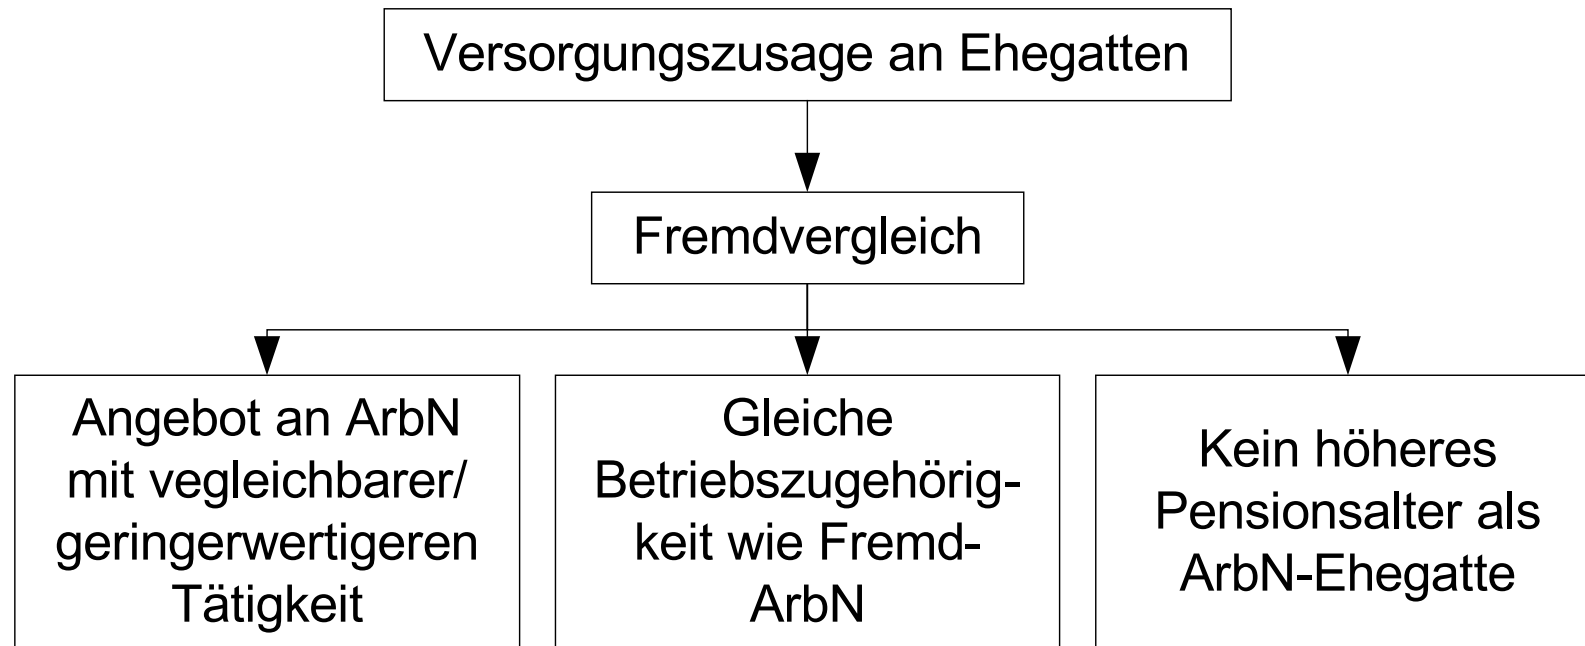 Versorgungszusage an Ehegatten
Fremdvergleich
Angebot an ArbN
mit vegleichbarer/
geringerwertigeren
Tätigkeit
Gleiche
Betriebszugehörig-
keit wie Fremd-
ArbN
Kein höheres
Pensionsalter als
ArbN-Ehegatte